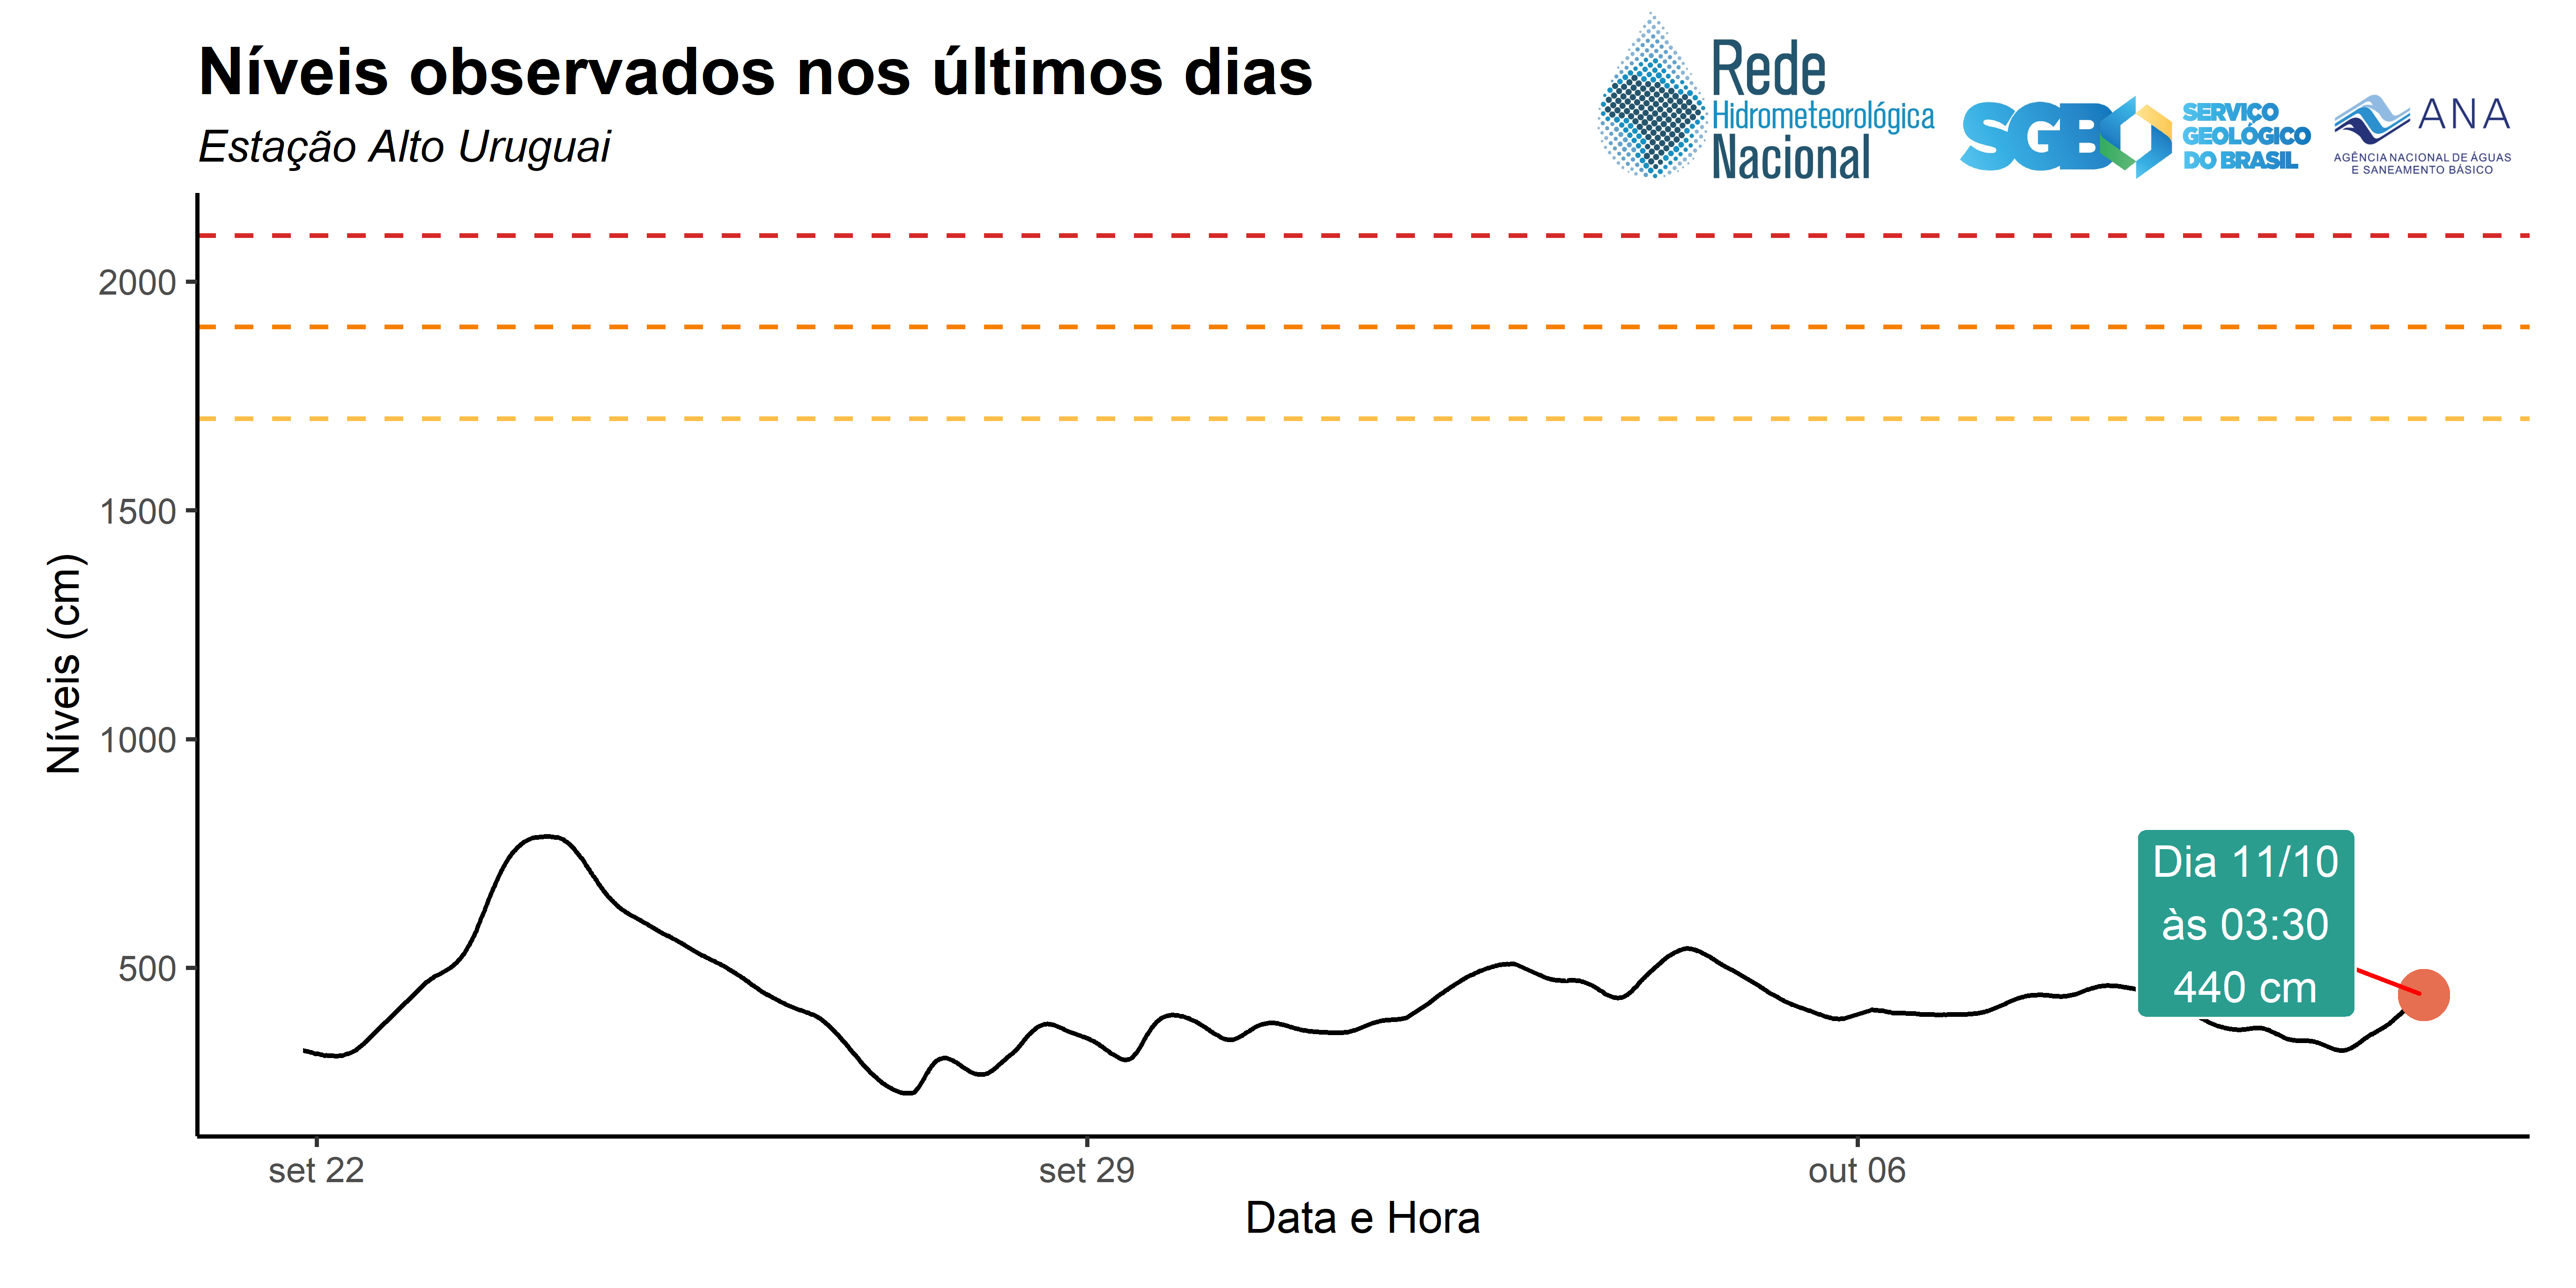 Níveis observados nos últimos dias
Estação Alto Uruguai
Rede
Hidrometeorológica
Nacional
SGB
SERVIÇO
GEOLÓGICO
DO BRASIL
ANA
AGÊNCIA NACIONAL DE ÁGUAS
E SANEAMENTO BÁSICO
2000
1500
1000
500
Níveis (cm)
Dia 11/10
às 03:30
440 cm
set 22
set 29
out 06
Data e Hora